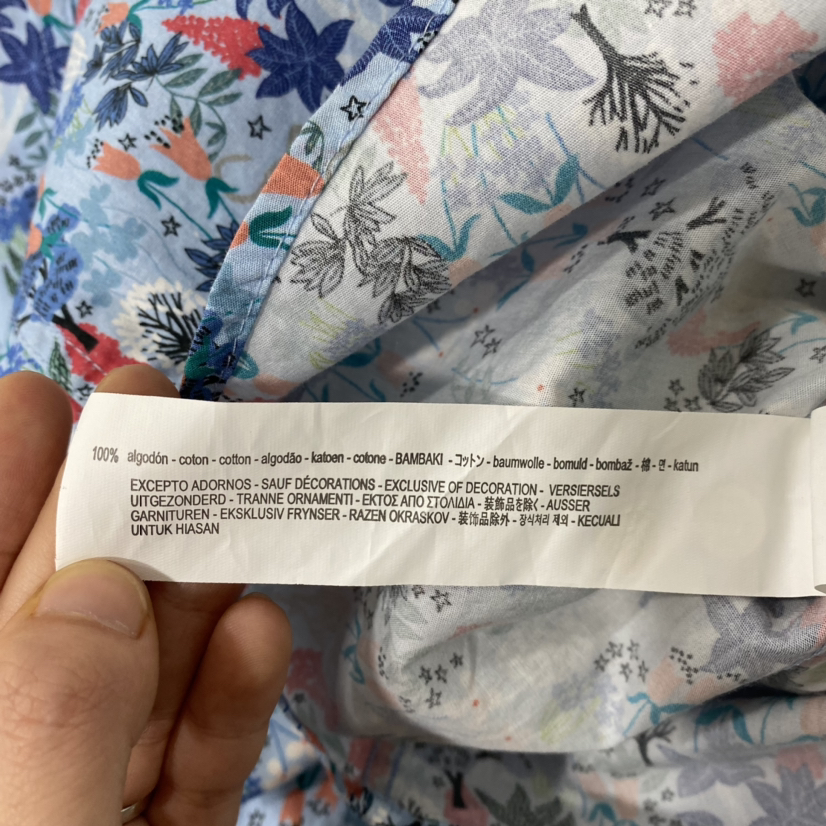 100% algodón - coton - cotton - algodão - katoen - cotone - BAMBAKI - コットン - baumwolle - bomuld - bombaž - 棉 - 면 - katun
EXCEPTO ADORNOS - SAUF DÉCORATIONS - EXCLUSIVE OF DECORATION - VERSIERSELS
UITGEZONDERD - TRANNE ORNAMENTI - ΕΚΤΟΣ ΑΠΟ ΣΤΟΛΙΔΙΑ - 装飾品を除く - AUSSER
GARNITUREN - EKSKLUSIV FRYNSER - RAZEN OKRASKOV - 装饰品除外 - 장식처리 제외 - KECUALI
UNTUK HIASAN